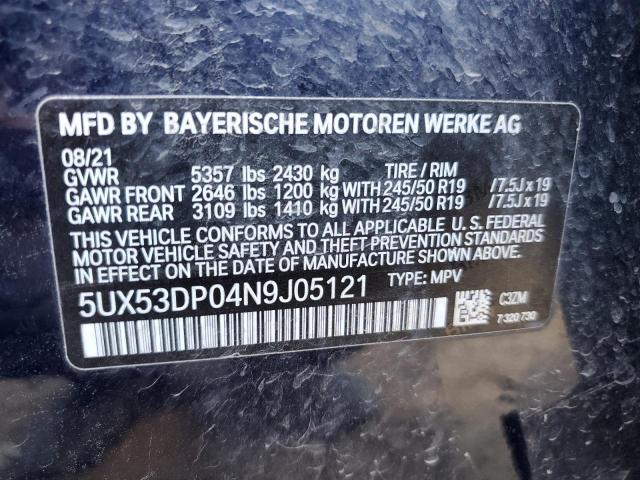 MFD BY BAYERISCHE MOTOREN WERKE AG
08/21
GVWR 5357 lbs 2430 kg TIRE / RIM
GAWR FRONT 2646 lbs 1200 kg WITH 245/50 R19 /7.5J x 19
GAWR REAR 3109 lbs 1410 kg WITH 245/50 R19 /7.5J x 19
THIS VEHICLE CONFORMS TO ALL APPLICABLE U. S. FEDERAL
MOTOR VEHICLE SAFETY AND THEFT PREVENTION STANDARDS
IN EFFECT ON THE DATE OF MANUFACTURE SHOWN ABOVE.
5UX53DP04N9J05121 TYPE: MPV
C3ZM
7 320 730